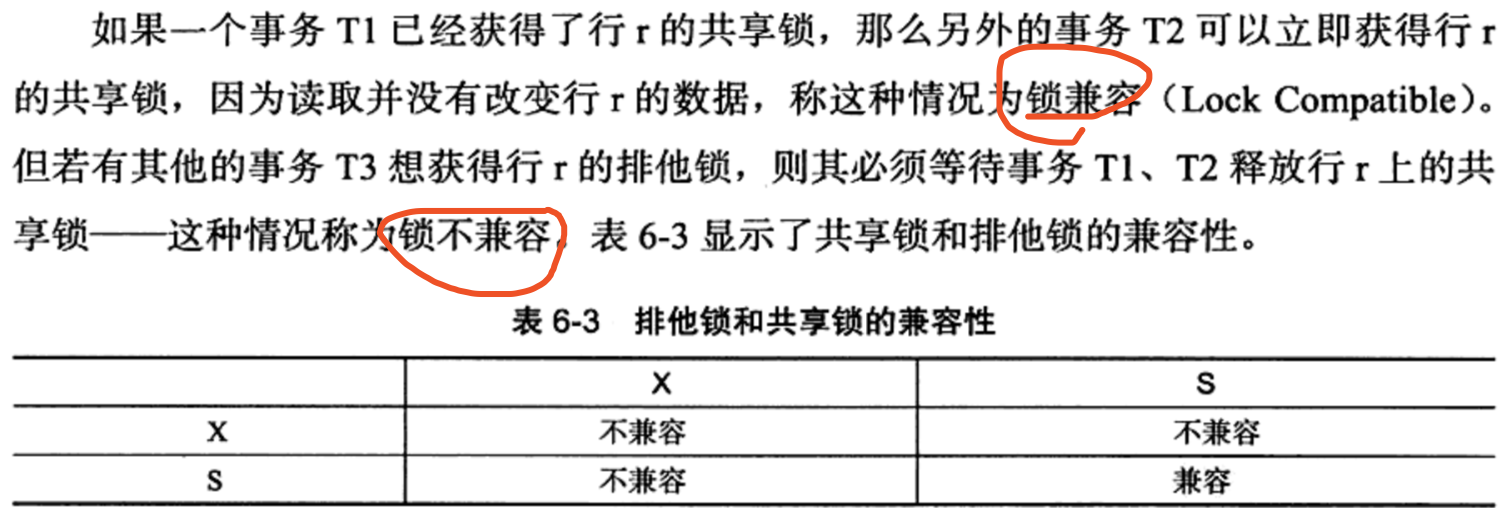 如果一个事务 T1 已经获得了行 r 的共享锁，那么另外的事务 T2 可以立即获得行 r
的共享锁，因为读取并没有改变行 r 的数据，称这种情况为锁兼容（Lock Compatible）。
但若有其他的事务 T3 想获得行 r 的排他锁，则其必须等待事务 T1、T2 释放行 r 上的共
享锁——这种情况称为锁不兼容。表 6-3 显示了共享锁和排他锁的兼容性。
表 6-3 排他锁和共享锁的兼容性
X S
X 不兼容 不兼容
S 不兼容 兼容